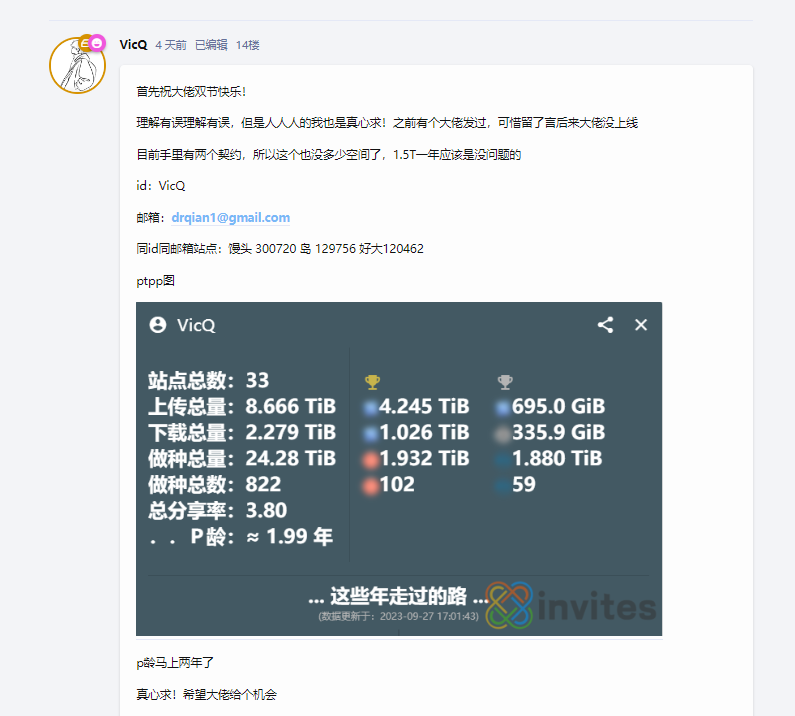 VicQ 4 天前 已编辑 14楼
首先祝大佬双节快乐！
理解有误理解有误，但是人人人的我也是真心求！之前有个大佬发过，可惜留了言后来大佬没上线
目前手里有两个契约，所以这个也没多少空间了，1.5T一年应该是没问题的
id：VicQ
邮箱：drqian1@gmail.com
同id同邮箱站点：馒头 300720 岛 129756 好大120462
ptpp图
VicQ
站点总数：33
上传总量：8.666 TiB 4.245 TiB 695.0 GiB
下载总量：2.279 TiB 1.026 TiB 335.9 GiB
做种总量：24.28 TiB 1.932 TiB 1.880 TiB
做种总数：822 102 59
总分享率：3.80
．．P龄：≈ 1.99 年
... 这些年走过的路 ...
(数据更新于：2023-09-27 17:01:43)
invites
p龄马上两年了
真心求！希望大佬给个机会